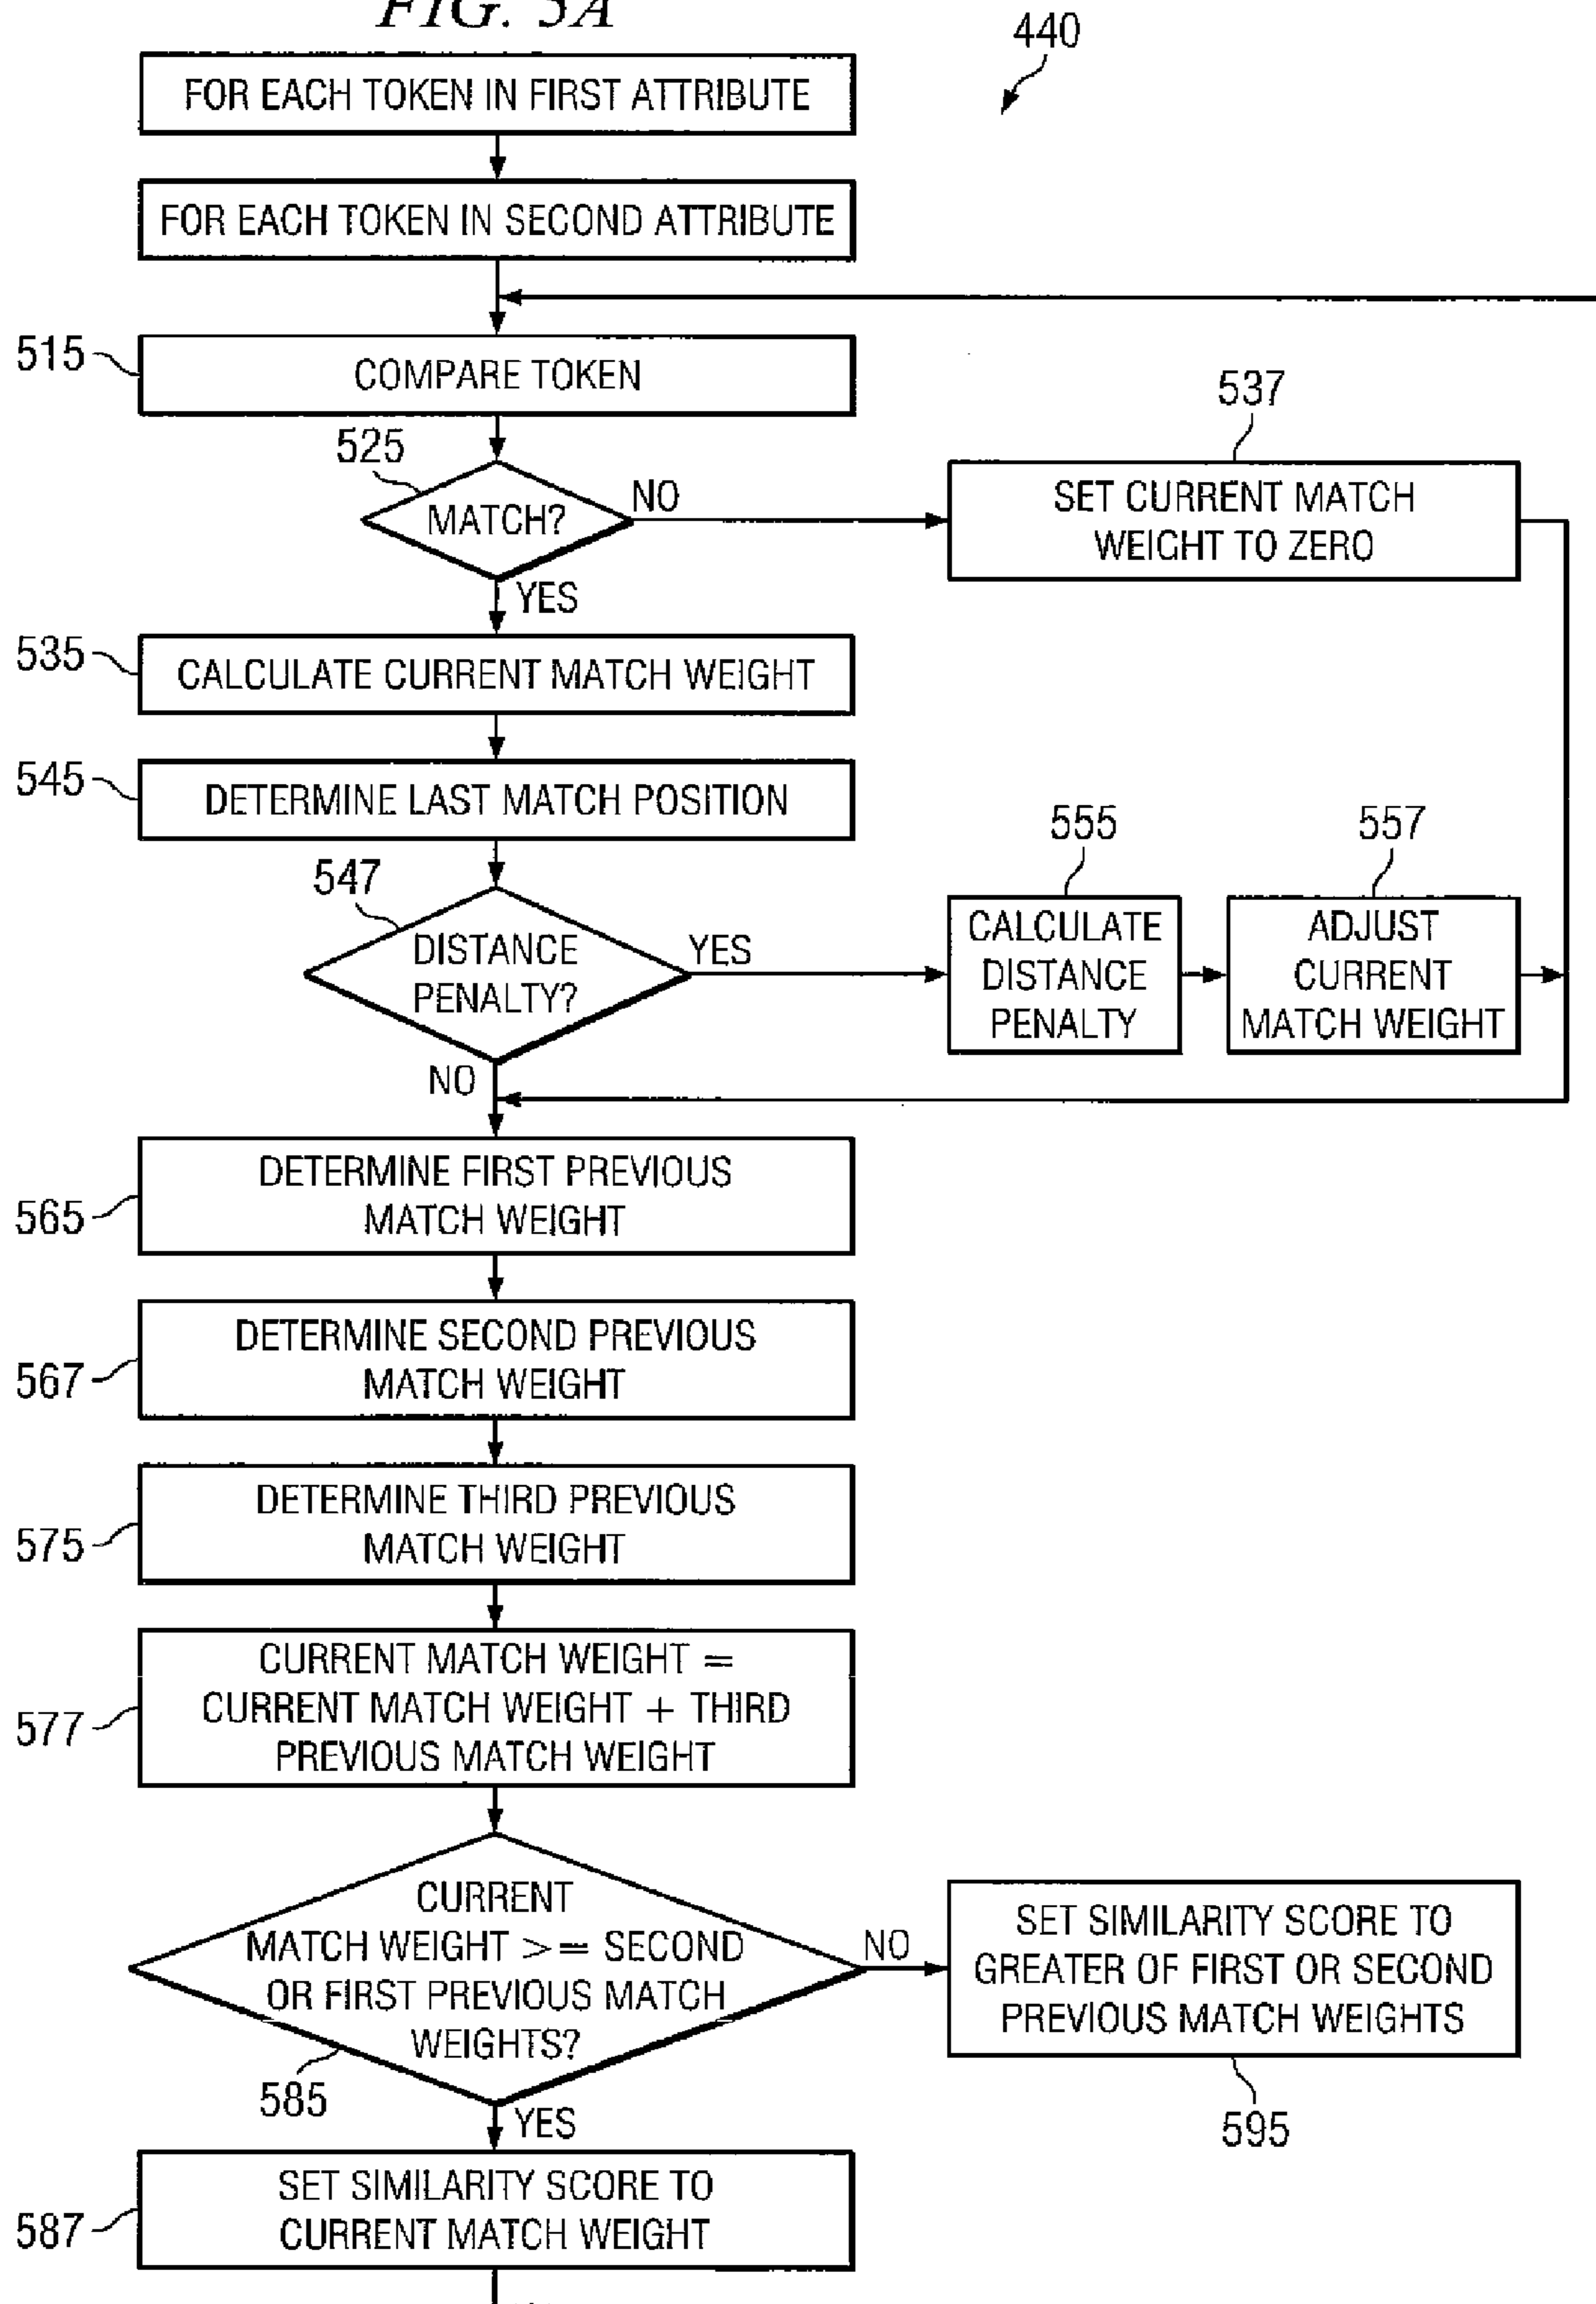 FIG. 5A
440
FOR EACH TOKEN IN FIRST ATTRIBUTE
FOR EACH TOKEN IN SECOND ATTRIBUTE
515
COMPARE TOKEN
525
MATCH?
NO
YES
537
SET CURRENT MATCH
WEIGHT TO ZERO
535
CALCULATE CURRENT MATCH WEIGHT
545
DETERMINE LAST MATCH POSITION
547
DISTANCE
PENALTY?
YES
NO
555
CALCULATE
DISTANCE
PENALTY
557
ADJUST
CURRENT
MATCH WEIGHT
565
DETERMINE FIRST PREVIOUS
MATCH WEIGHT
567
DETERMINE SECOND PREVIOUS
MATCH WEIGHT
575
DETERMINE THIRD PREVIOUS
MATCH WEIGHT
577
CURRENT MATCH WEIGHT =
CURRENT MATCH WEIGHT + THIRD
PREVIOUS MATCH WEIGHT
CURRENT
MATCH WEIGHT >= SECOND
OR FIRST PREVIOUS MATCH
WEIGHTS?
585
NO
YES
SET SIMILARITY SCORE TO
GREATER OF FIRST OR SECOND
PREVIOUS MATCH WEIGHTS
595
587
SET SIMILARITY SCORE TO
CURRENT MATCH WEIGHT